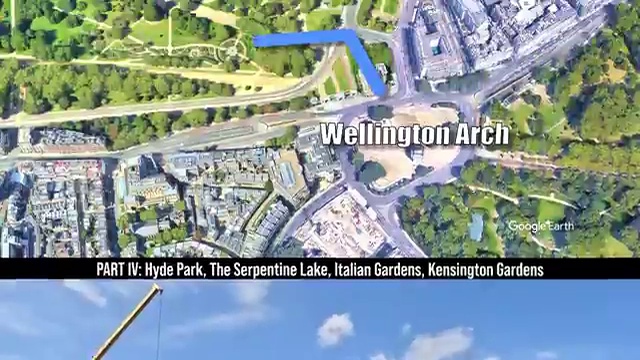 Wellington Arch
Google Earth
PART IV: Hyde Park, The Serpentine Lake, Italian Gardens, Kensington Gardens